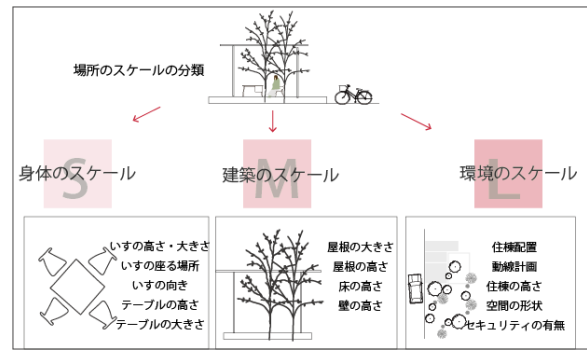 場所のスケールの分類
S
身体のスケール
M
建築のスケール
L
環境のスケール
いすの高さ・大きさ
いすの座る場所
いすの向き
テーブルの高さ
テーブルの大きさ
屋根の大きさ
屋根の高さ
床の高さ
壁の高さ
住棟配置
動線計画
住棟の高さ
空間の形状
セキュリティの有無